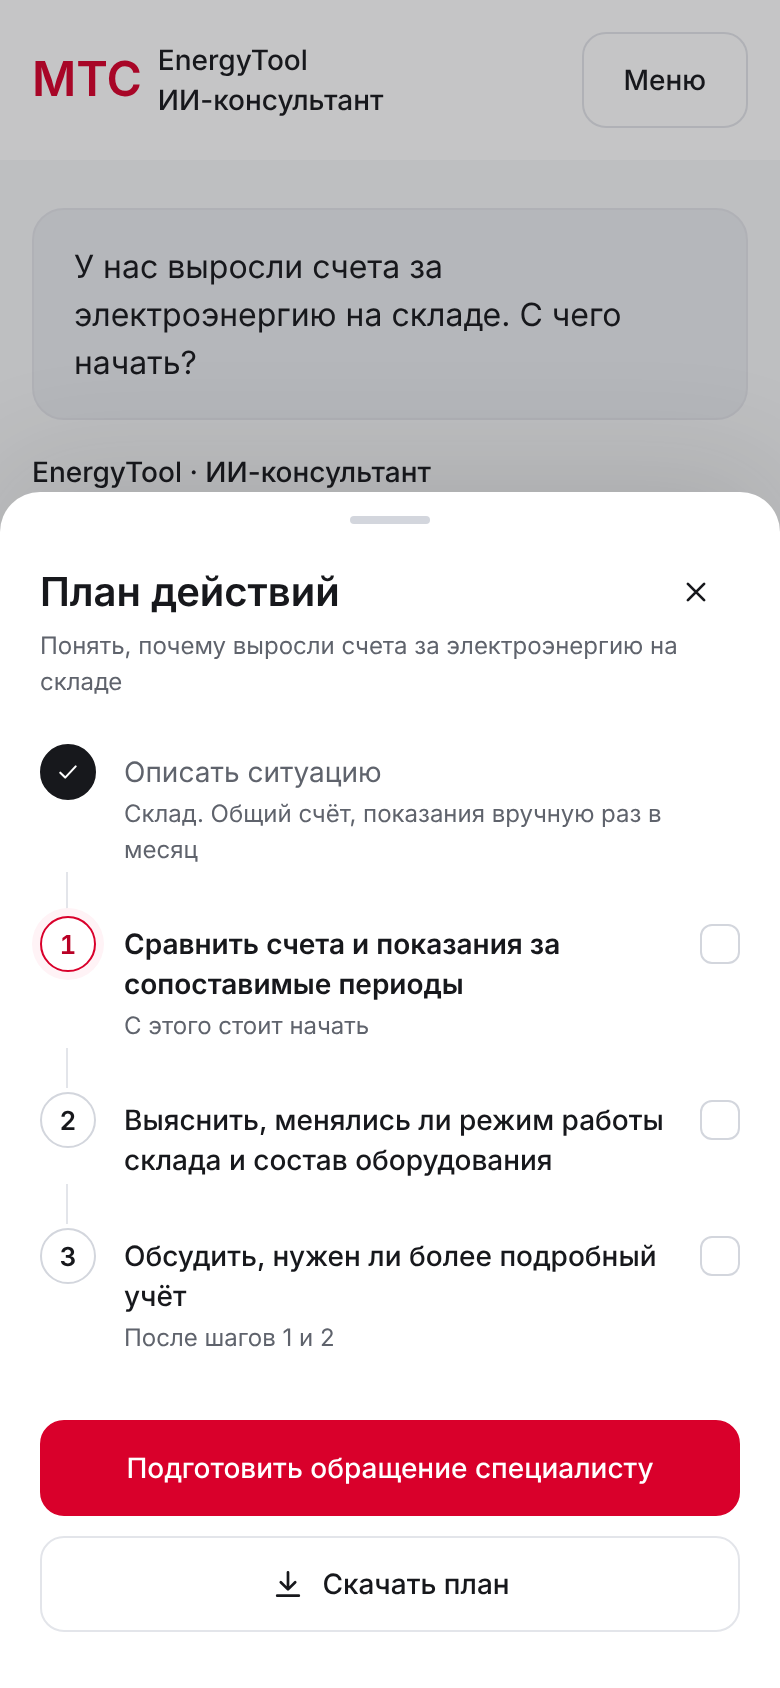 МТС
EnergyTool
ИИ-консультант
Меню
У нас выросли счета за
электроэнергию на складе. С чего
начать?
EnergyTool · ИИ-консультант
План действий
Понять, почему выросли счета за электроэнергию на
складе
Описать ситуацию
Склад. Общий счёт, показания вручную раз в
месяц
1
Сравнить счета и показания за
сопоставимые периоды
С этого стоит начать
2
Выяснить, менялись ли режим работы
склада и состав оборудования
3
Обсудить, нужен ли более подробный
учёт
После шагов 1 и 2
Подготовить обращение специалисту
Скачать план